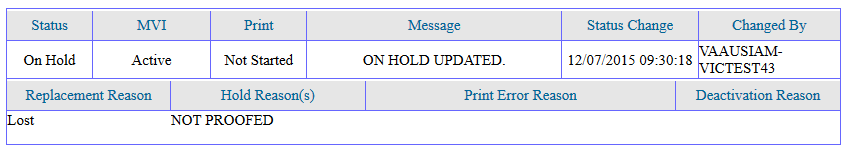 Status MVI Print Message Status Change Changed By
On Hold Active Not Started ON HOLD UPDATED. 12/07/2015 09:30:18 VAAUSIAM-
VICTEST43
Replacement Reason Hold Reason(s) Print Error Reason Deactivation Reason
Lost NOT PROOFED